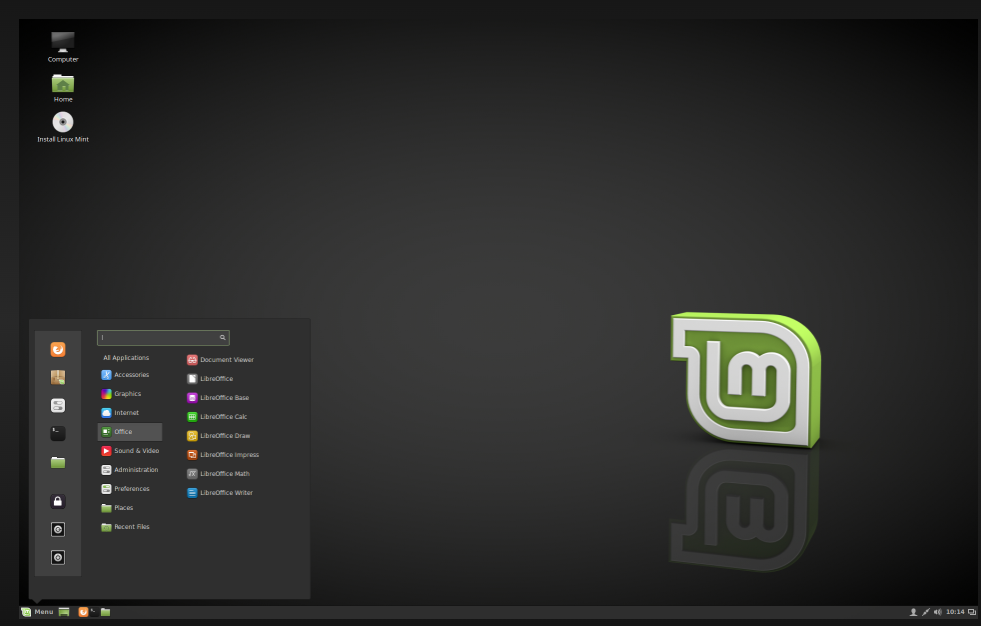 Computer
Home
Install Linux Mint
All Applications
Accessories
Graphics
Internet
Office
Sound & Video
Administration
Preferences
Places
Recent Files
Document Viewer
LibreOffice
LibreOffice Base
LibreOffice Calc
LibreOffice Draw
LibreOffice Impress
LibreOffice Math
LibreOffice Writer
Menu
10:14